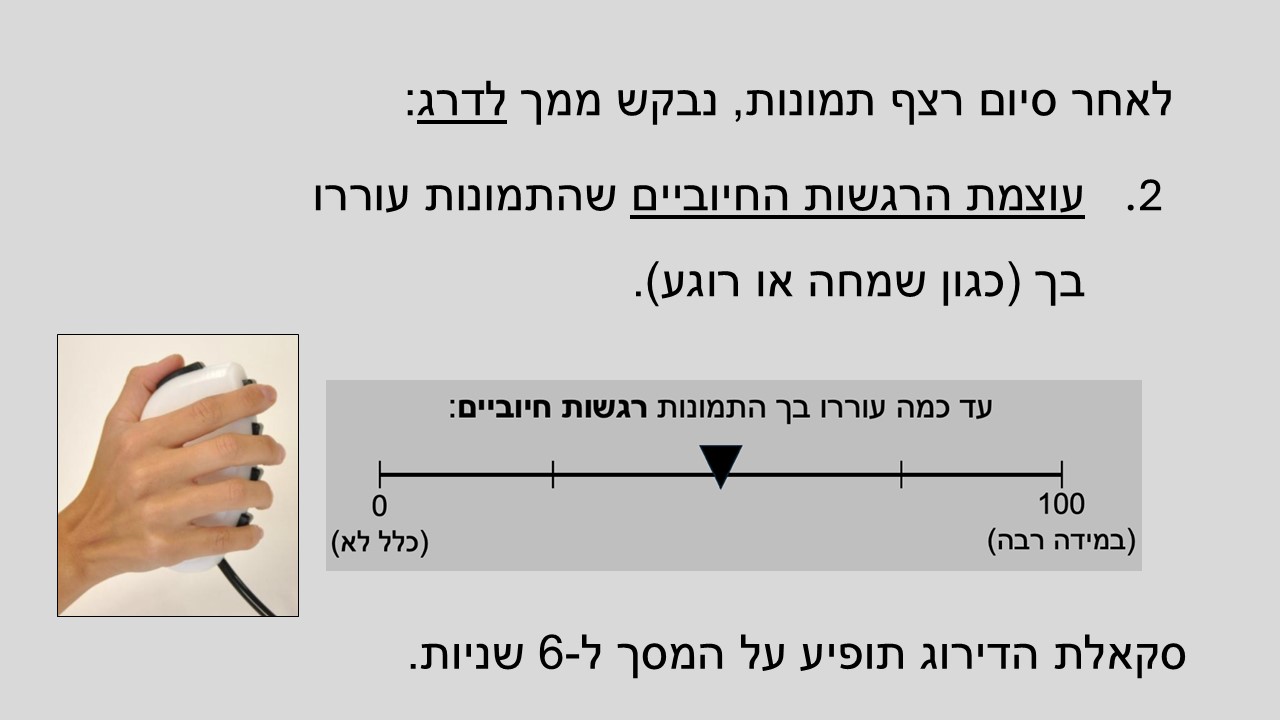 לאחר סיום רצף תמונות, נבקש ממך לדרג:
2. עוצמת הרגשות החיוביים שהתמונות עוררו
בך (כגון שמחה או רוגע).
עד כמה עוררו בך התמונות רגשות חיוביים:
0
100
(כלל לא)
(במידה רבה)
סקאלת הדירוג תופיע על המסך ל-6 שניות.